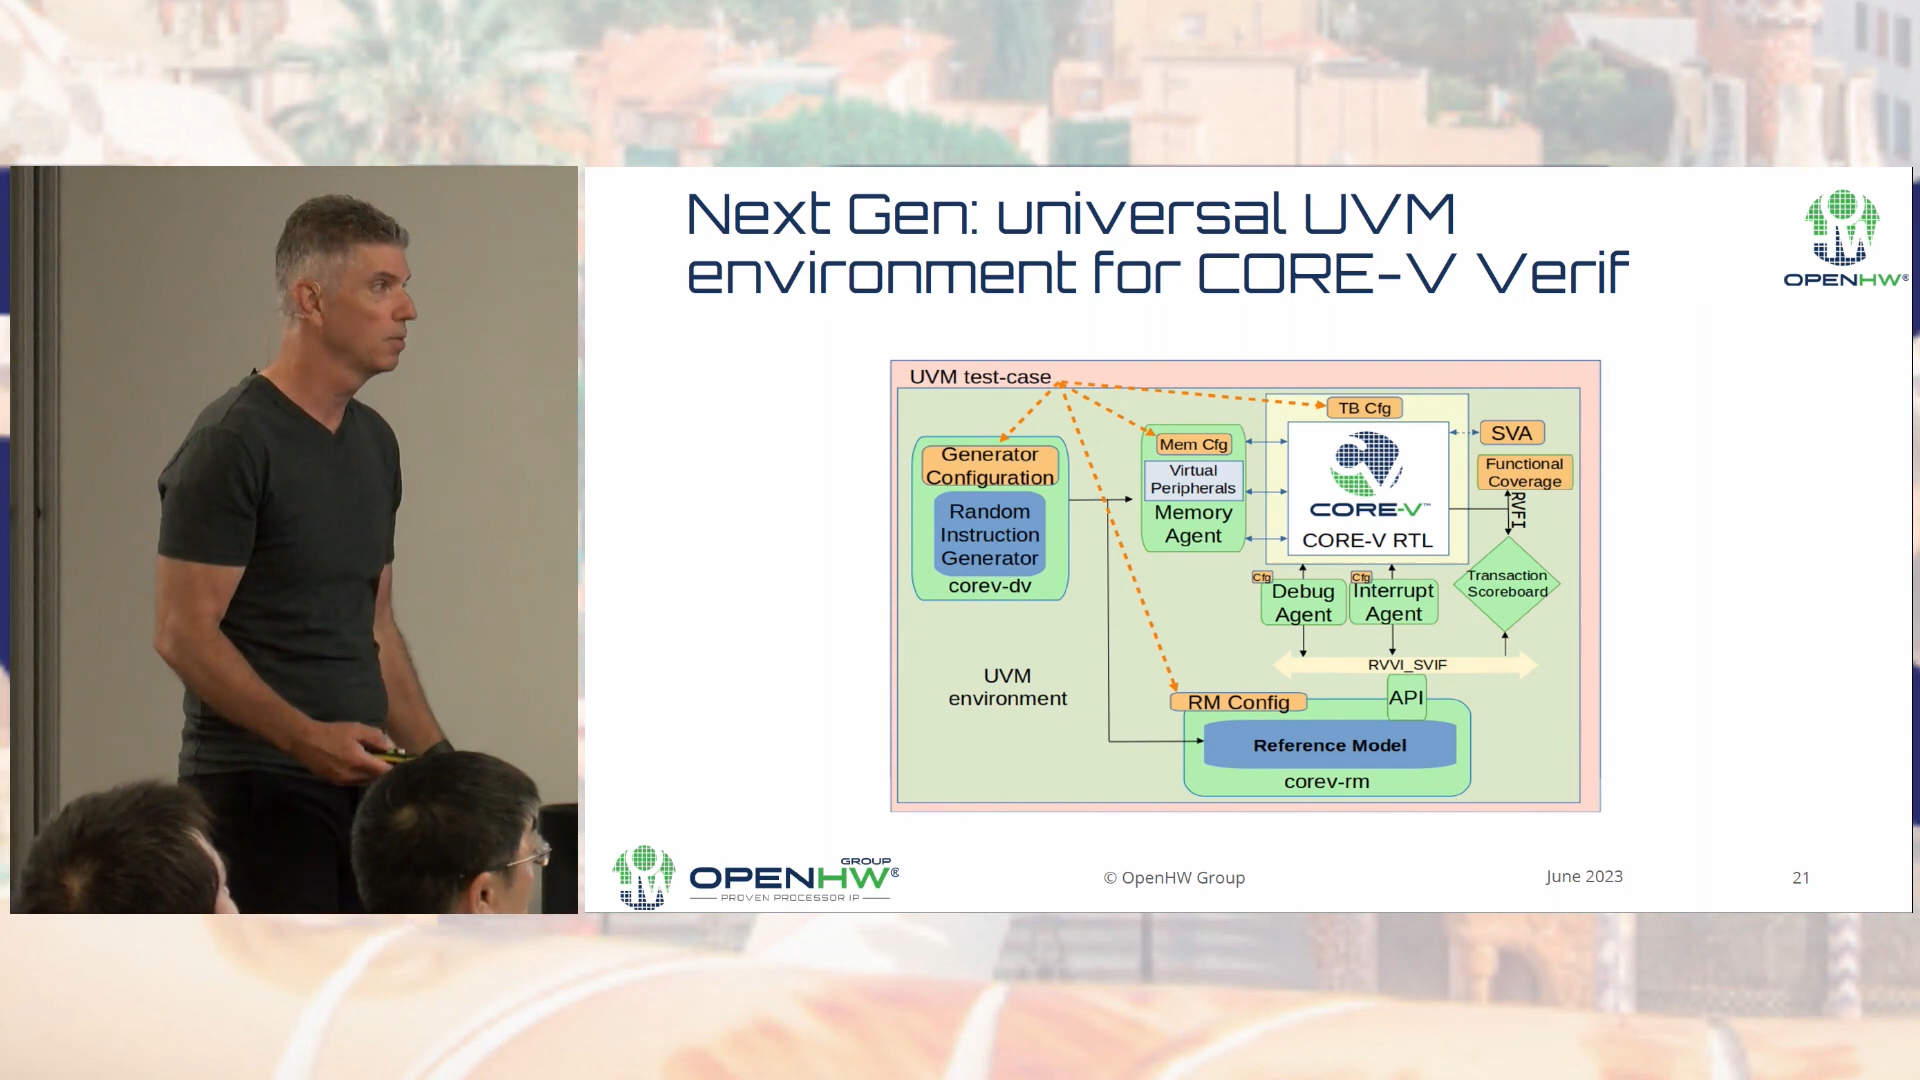 Next Gen: universal UVM
environment for CORE-V Verif
OPENHW®
UVM test-case
TB Cfg
Generator
Configuration
Random
Instruction
Generator
corev-dv
Mem Cfg
Virtual
Peripherals
Memory
Agent
CORE-V™
CORE-V RTL
SVA
Functional
Coverage
RVFI
Transaction
Scoreboard
Cfg
Debug
Agent
Cfg
Interrupt
Agent
RVVI_SVIF
API
UVM
environment
RM Config
Reference Model
corev-rm
GROUP
OPENHW®
PROVEN PROCESSOR IP
© OpenHW Group
June 2023
21